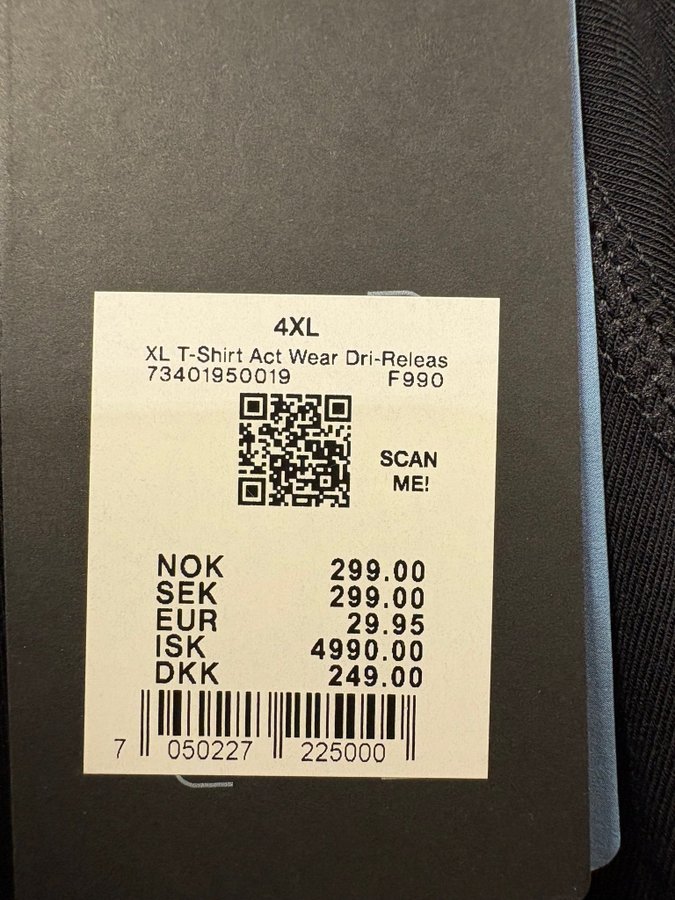 4XL
XL T-Shirt Act Wear Dri-Releas
73401950019 F990
SCAN
ME!
NOK 299.00
SEK 299.00
EUR 29.95
ISK 4990.00
DKK 249.00
7 050227 225000